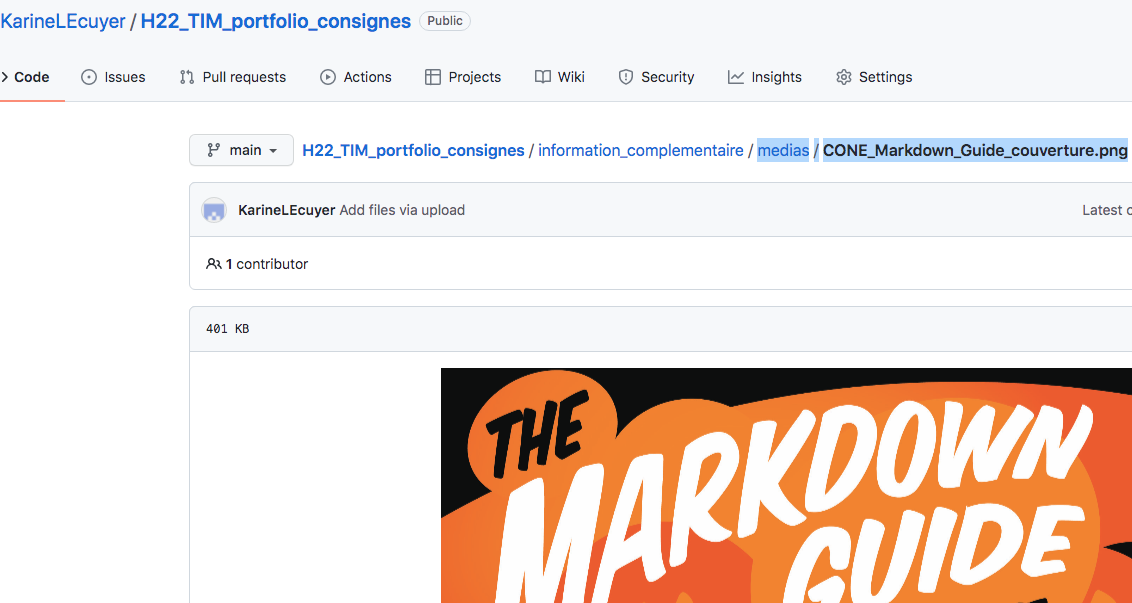 KarineLEcuyer / H22_TIM_portfolio_consignes Public
Code Issues Pull requests Actions Projects Wiki Security Insights Settings
main H22_TIM_portfolio_consignes / information_complementaire / medias / CONE_Markdown_Guide_couverture.png
KarineLEcuyer Add files via upload Latest c
1 contributor
401 KB
THE
MARKDOWN
GUIDE